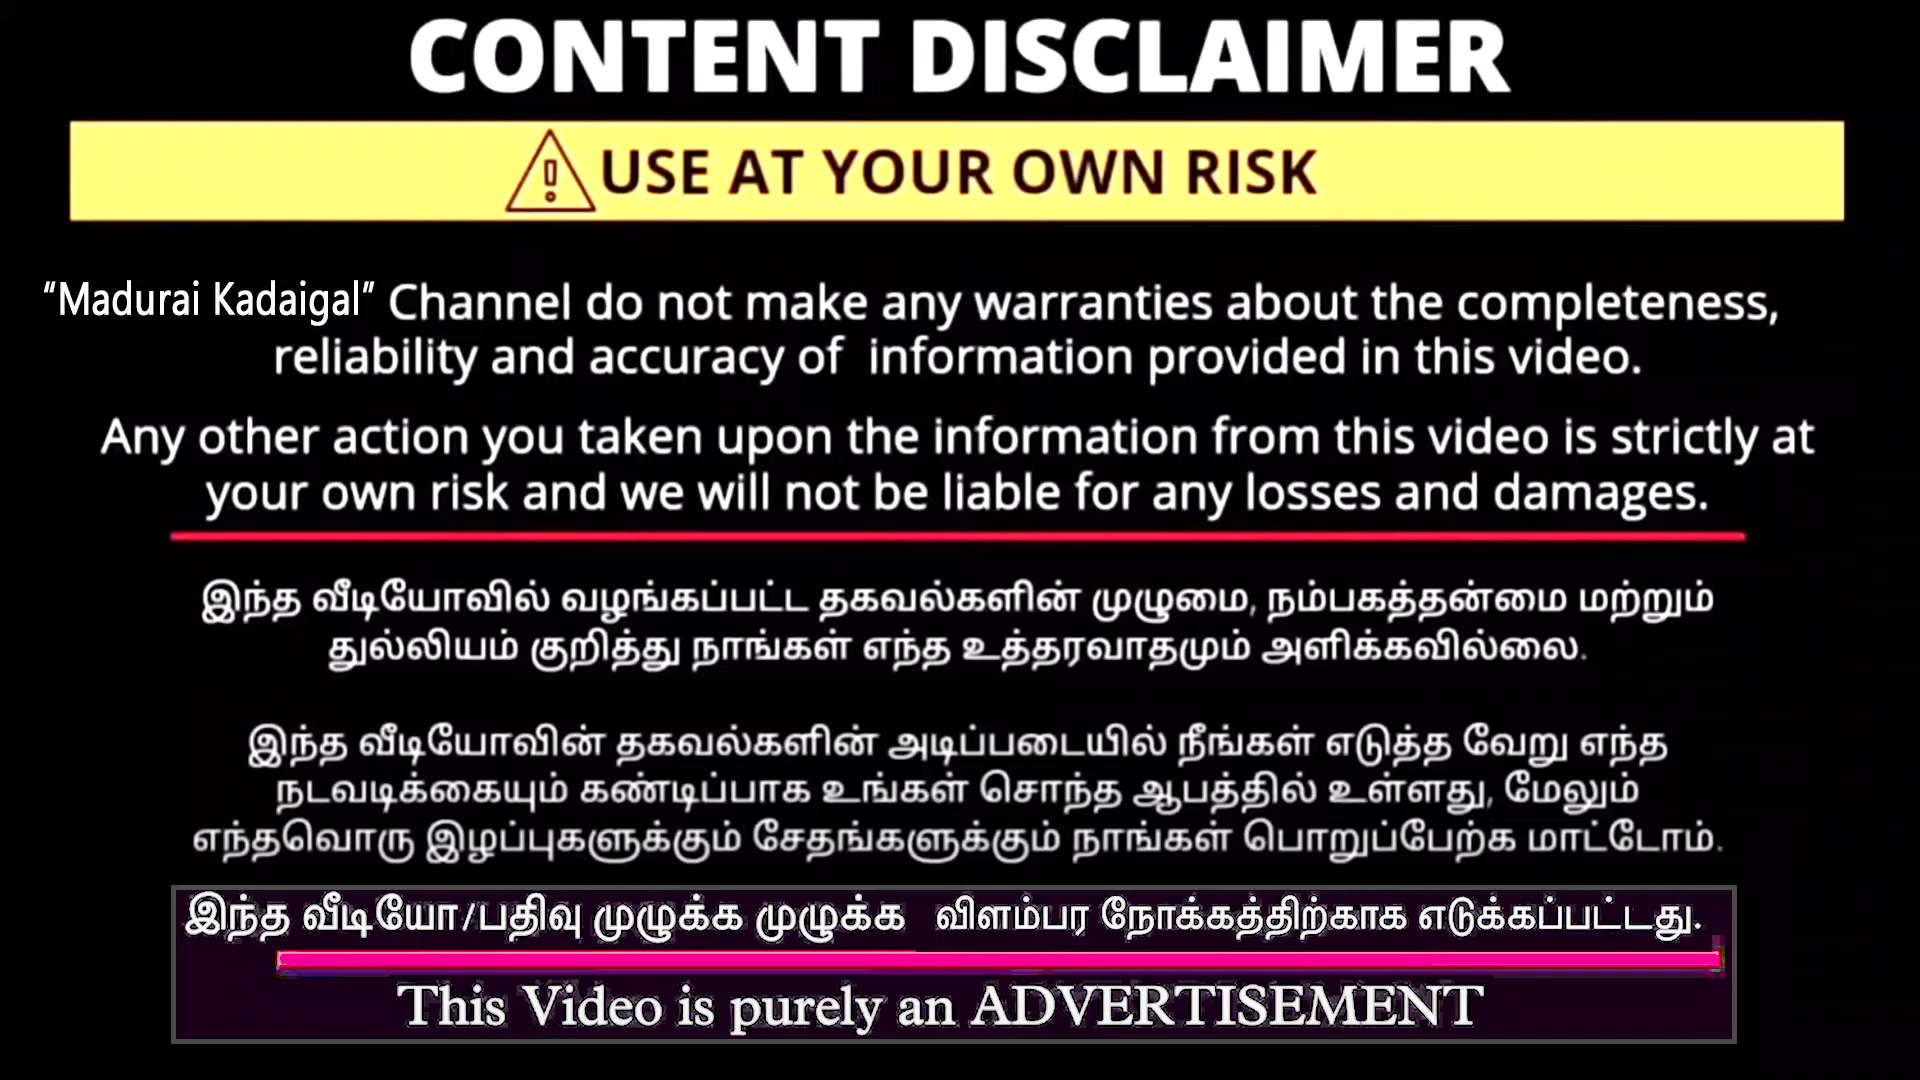 CONTENT DISCLAIMER
USE AT YOUR OWN RISK
“Madurai Kadaigal” Channel do not make any warranties about the completeness,
reliability and accuracy of information provided in this video.
Any other action you taken upon the information from this video is strictly at
your own risk and we will not be liable for any losses and damages.
இந்த வீடியோவில் வழங்கப்பட்ட தகவல்களின் முழுமை, நம்பகத்தன்மை மற்றும்
துல்லியம் குறித்து நாங்கள் எந்த உத்தரவாதமும் அளிக்கவில்லை.
இந்த வீடியோவின் தகவல்களின் அடிப்படையில் நீங்கள் எடுத்த வேறு எந்த
நடவடிக்கையும் கண்டிப்பாக உங்கள் சொந்த ஆபத்தில் உள்ளது, மேலும்
எந்தவொரு இழப்புகளுக்கும் சேதங்களுக்கும் நாங்கள் பொறுப்பேற்க மாட்டோம்.
இந்த வீடியோ/பதிவு முழுக்க முழுக்க விளம்பர நோக்கத்திற்காக எடுக்கப்பட்டது.
This Video is purely an ADVERTISEMENT